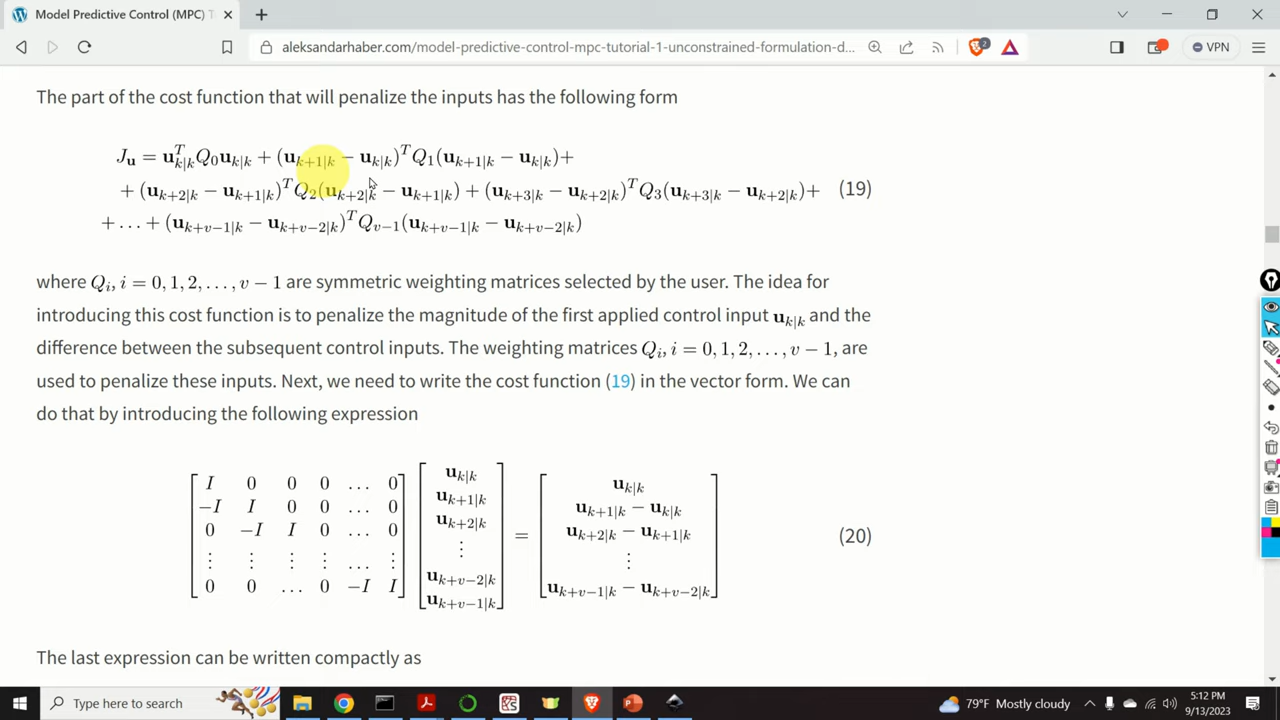 Model Predictive Control (MPC) T
aleksandarhaber.com/model-predictive-control-mpc-tutorial-1-unconstrained-formulation-d...
2
VPN
The part of the cost function that will penalize the inputs has the following form
J_u = u^T_{k|k} Q_0 u_{k|k} + (u_{k+1|k} − u_{k|k})^T Q_1(u_{k+1|k} − u_{k|k})+
+ (u_{k+2|k} − u_{k+1|k})^T Q_2(u_{k+2|k} − u_{k+1|k}) + (u_{k+3|k} − u_{k+2|k})^T Q_3(u_{k+3|k} − u_{k+2|k})+ (19)
+ … + (u_{k+v−1|k} − u_{k+v−2|k})^T Q_{v−1}(u_{k+v−1|k} − u_{k+v−2|k})
where Q_i, i = 0, 1, 2, …, v − 1 are symmetric weighting matrices selected by the user. The idea for
introducing this cost function is to penalize the magnitude of the first applied control input u_{k|k} and the
difference between the subsequent control inputs. The weighting matrices Q_i, i = 0, 1, 2, …, v − 1, are
used to penalize these inputs. Next, we need to write the cost function (19) in the vector form. We can
do that by introducing the following expression
I 0 0 0 … 0 u_{k|k} u_{k|k}
−I I 0 0 … 0 u_{k+1|k} u_{k+1|k} − u_{k|k}
0 −I I 0 … 0 u_{k+2|k} u_{k+2|k} − u_{k+1|k}
⋮ ⋮ ⋮ ⋮ … ⋮ ⋮ = ⋮ (20)
0 0 … 0 −I I u_{k+v−2|k} u_{k+v−1|k} − u_{k+v−2|k}
u_{k+v−1|k}
The last expression can be written compactly as
Type here to search
79°F Mostly cloudy
5:12 PM
9/13/2023